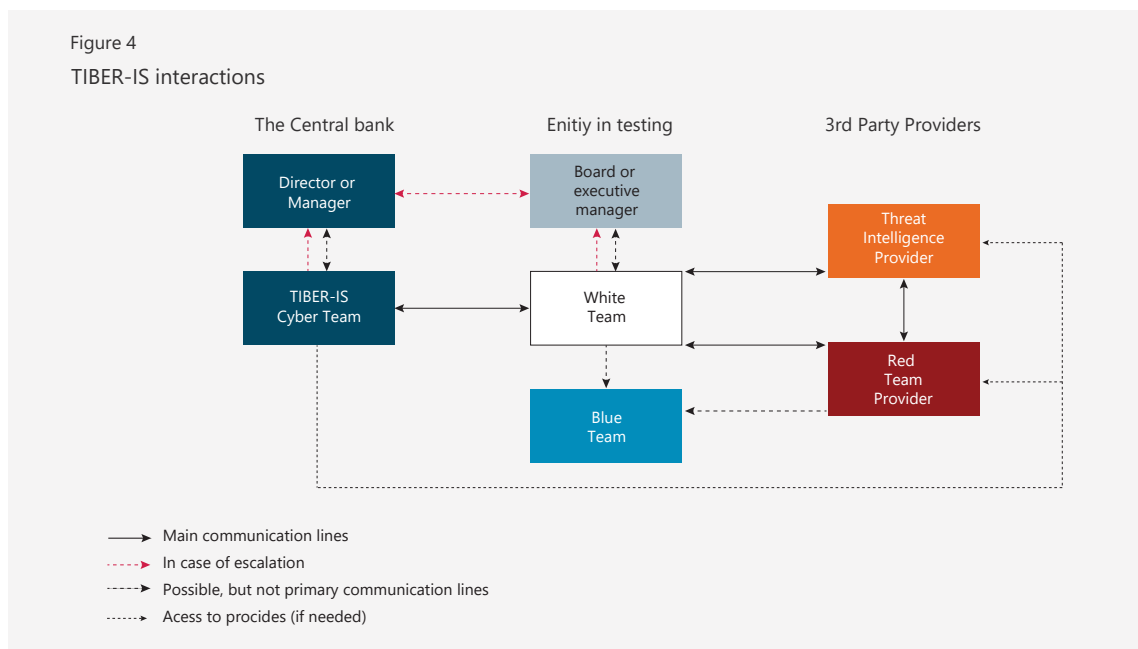 Figure 4
TIBER-IS interactions
The Central bank
Enitiy in testing
3rd Party Providers
Director or
Manager
Board or
executive
manager
Threat
Intelligence
Provider
TIBER-IS
Cyber Team
White
Team
Red
Team
Provider
Blue
Team
Main communication lines
In case of escalation
Possible, but not primary communication lines
Acess to procides (if needed)